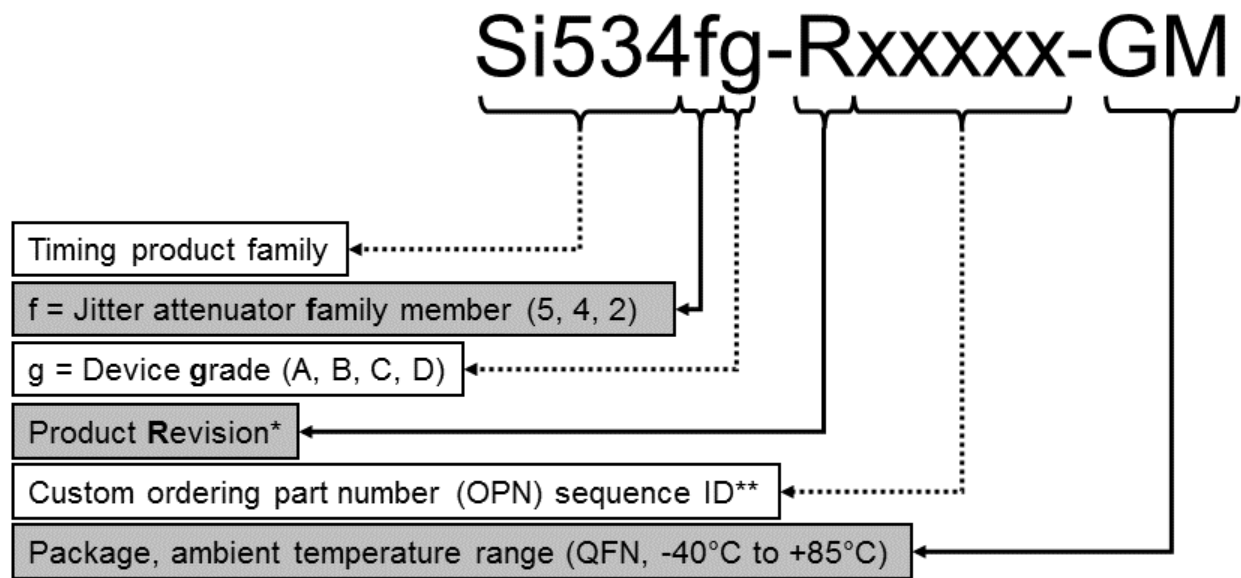 Si534fg-Rxxxxx-GM
Timing product family
f = Jitter attenuator family member (5, 4, 2)
g = Device grade (A, B, C, D)
Product Revision*
Custom ordering part number (OPN) sequence ID**
Package, ambient temperature range (QFN, -40°C to +85°C)